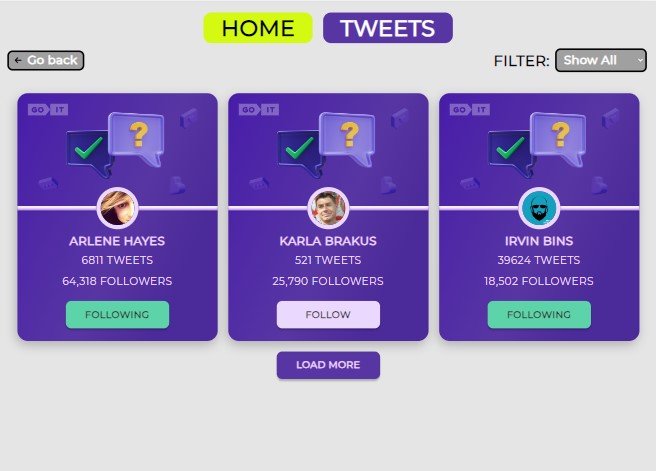 HOME TWEETS
← Go back
FILTER: Show All
GO IT
GO IT
GO IT
?
?
?
ARLENE HAYES
6811 TWEETS
64,318 FOLLOWERS
FOLLOWING
KARLA BRAKUS
521 TWEETS
25,790 FOLLOWERS
FOLLOW
IRVIN BINS
39624 TWEETS
18,502 FOLLOWERS
FOLLOWING
LOAD MORE